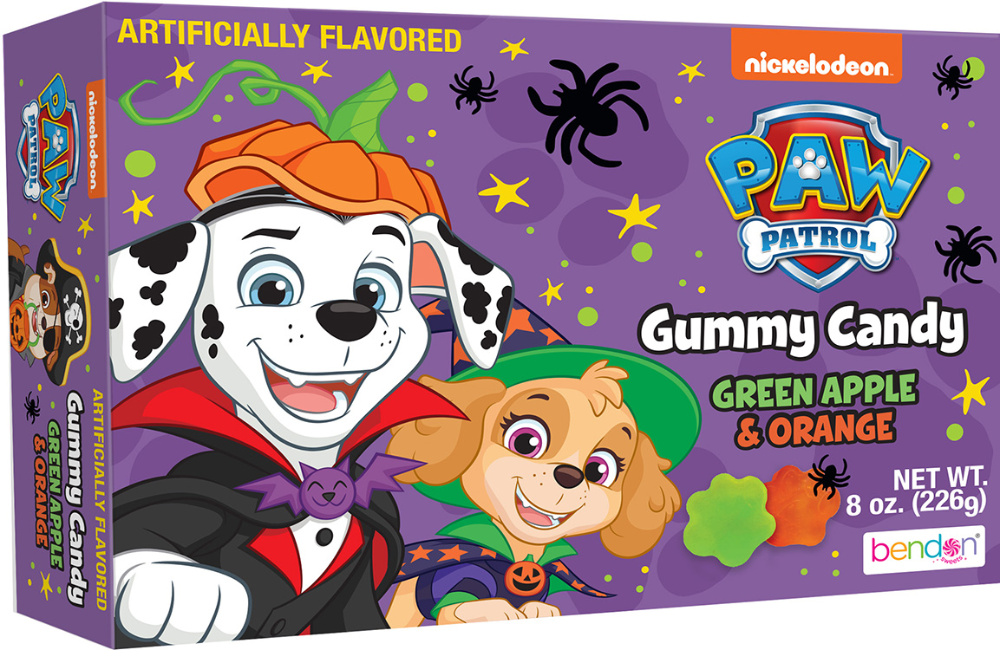 ARTIFICIALLY FLAVORED
nickelodeon
PAW
PATROL
Gummy Candy
GREEN APPLE
& ORANGE
NET WT.
8 oz. (226g)
bendon®
sweets
nickelodeon
PAW
PATROL
ARTIFICIALLY FLAVORED
Gummy Candy
GREEN APPLE
& ORANGE